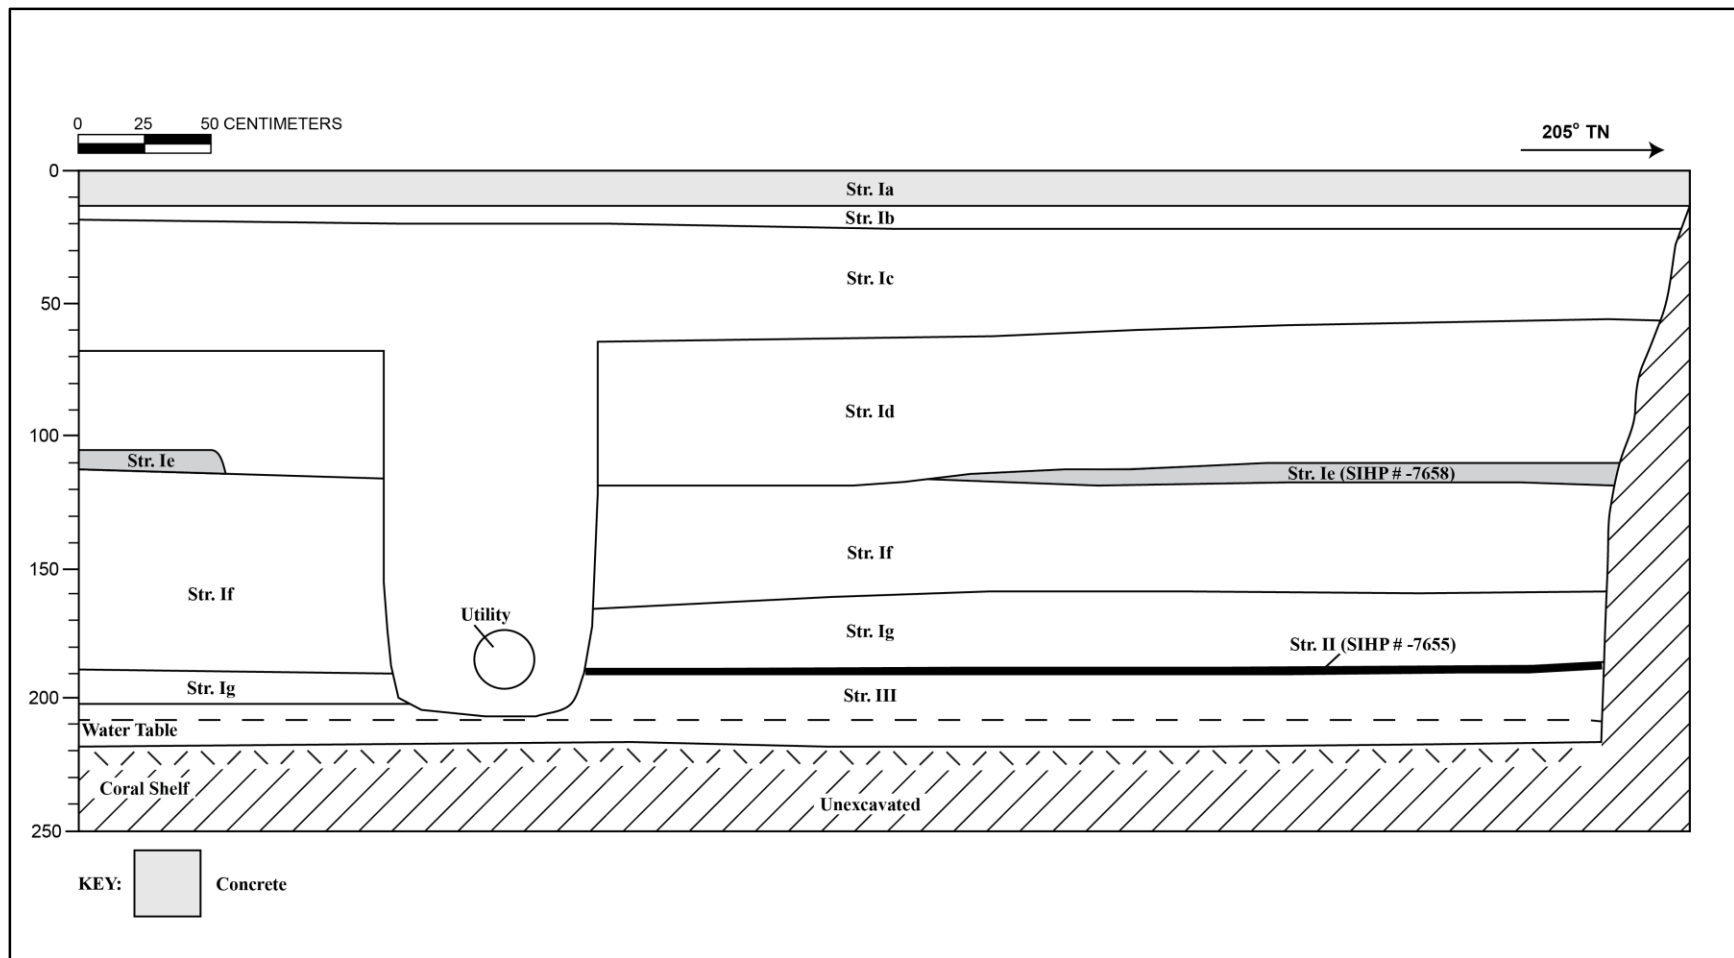 0 25 50 CENTIMETERS
205° TN
0
Str. Ia
Str. Ib
Str. Ic
50
Str. Id
100
Str. Ie
Str. Ie (SIHP # -7658)
Str. If
150
Str. If
Utility
Str. Ig
Str. II (SIHP # -7655)
Str. Ig
Str. III
200
Water Table
Coral Shelf
Unexcavated
250
KEY:
Concrete